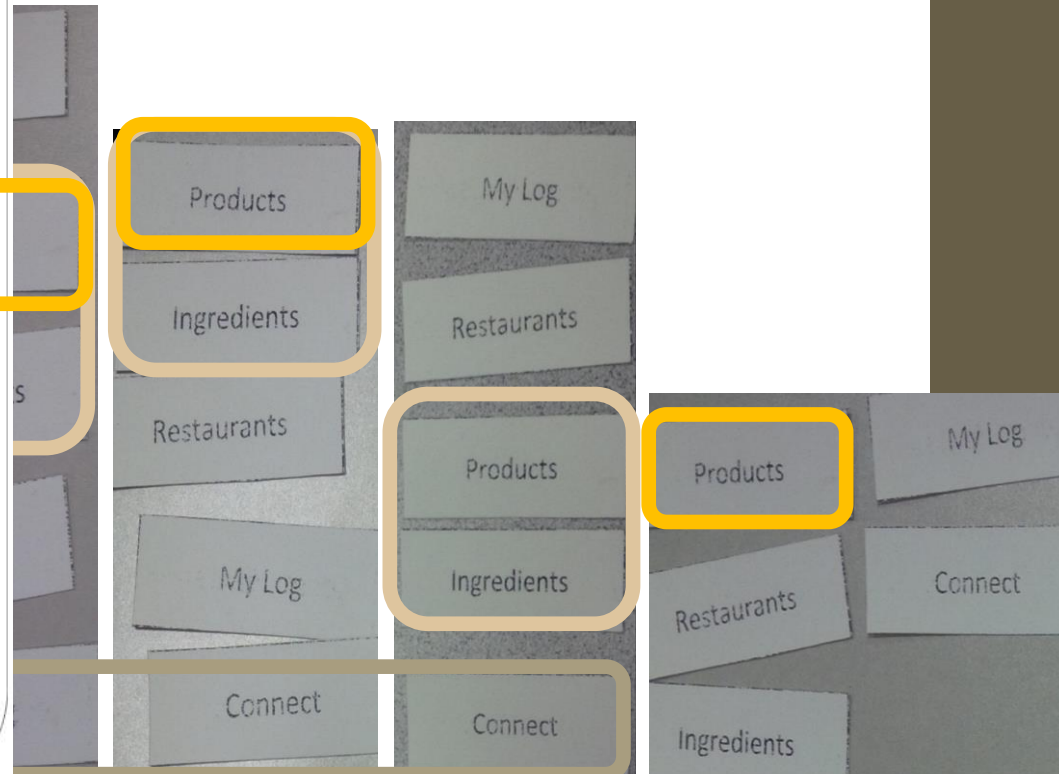 s
Products
Ingredients
Restaurants
My Log
Connect
My Log
Restaurants
Products
Ingredients
Connect
Products
Restaurants
Ingredients
My Log
Connect